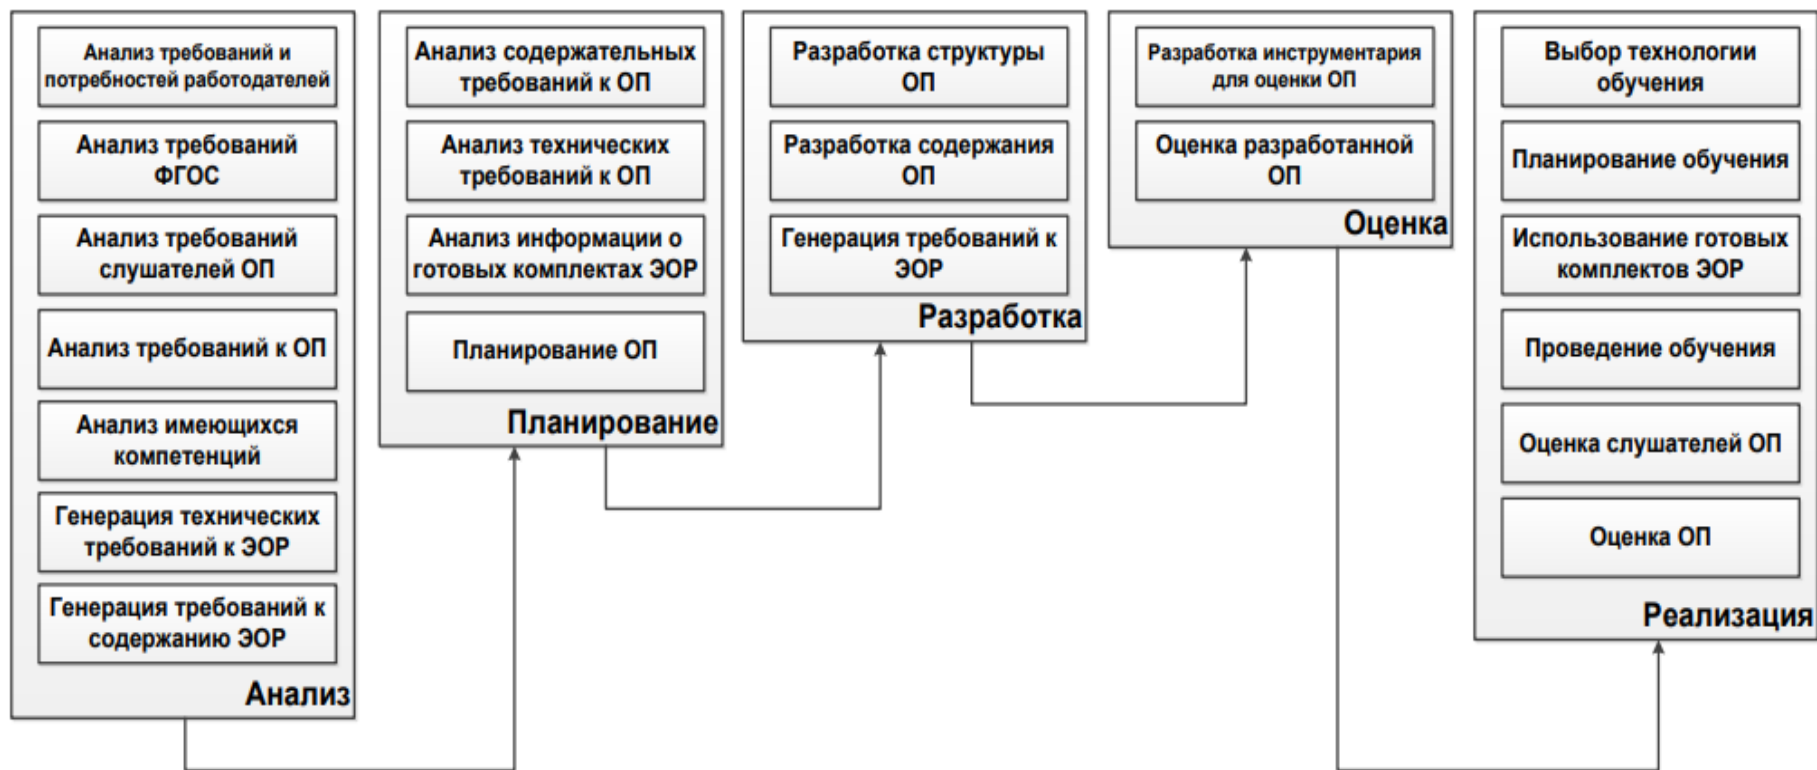 Анализ требований и
потребностей работодателей
Анализ требований
ФГОС
Анализ требований
слушателей ОП
Анализ требований к ОП
Анализ имеющихся
компетенций
Генерация технических
требований к ЭОР
Генерация требований к
содержанию ЭОР
Анализ
Анализ содержательных
требований к ОП
Анализ технических
требований к ОП
Анализ информации о
готовых комплектах ЭОР
Планирование ОП
Планирование
Разработка структуры
ОП
Разработка содержания
ОП
Генерация требований к
ЭОР
Разработка
Разработка инструментария
для оценки ОП
Оценка разработанной
ОП
Оценка
Выбор технологии
обучения
Планирование обучения
Использование готовых
комплектов ЭОР
Проведение обучения
Оценка слушателей ОП
Оценка ОП
Реализация